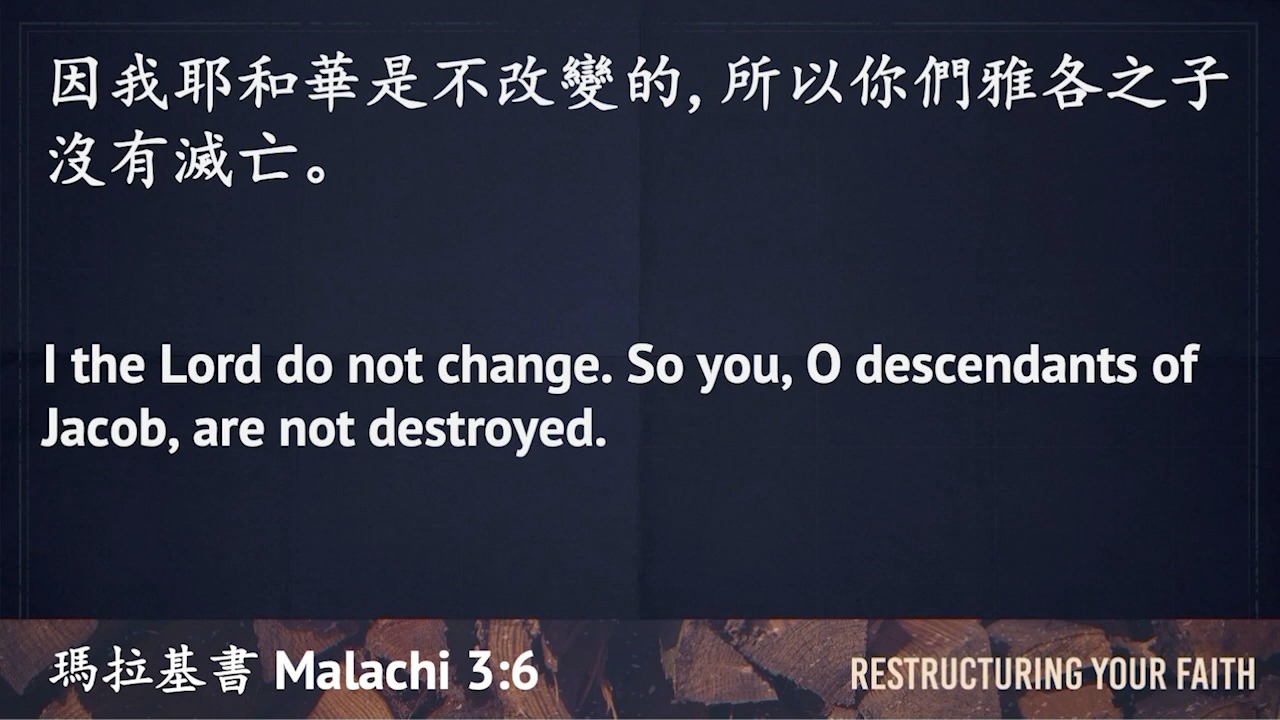 因我耶和華是不改變的, 所以你們雅各之子
沒有滅亡。
I the Lord do not change. So you, O descendants of
Jacob, are not destroyed.
瑪拉基書 Malachi 3:6
RESTRUCTURING YOUR FAITH